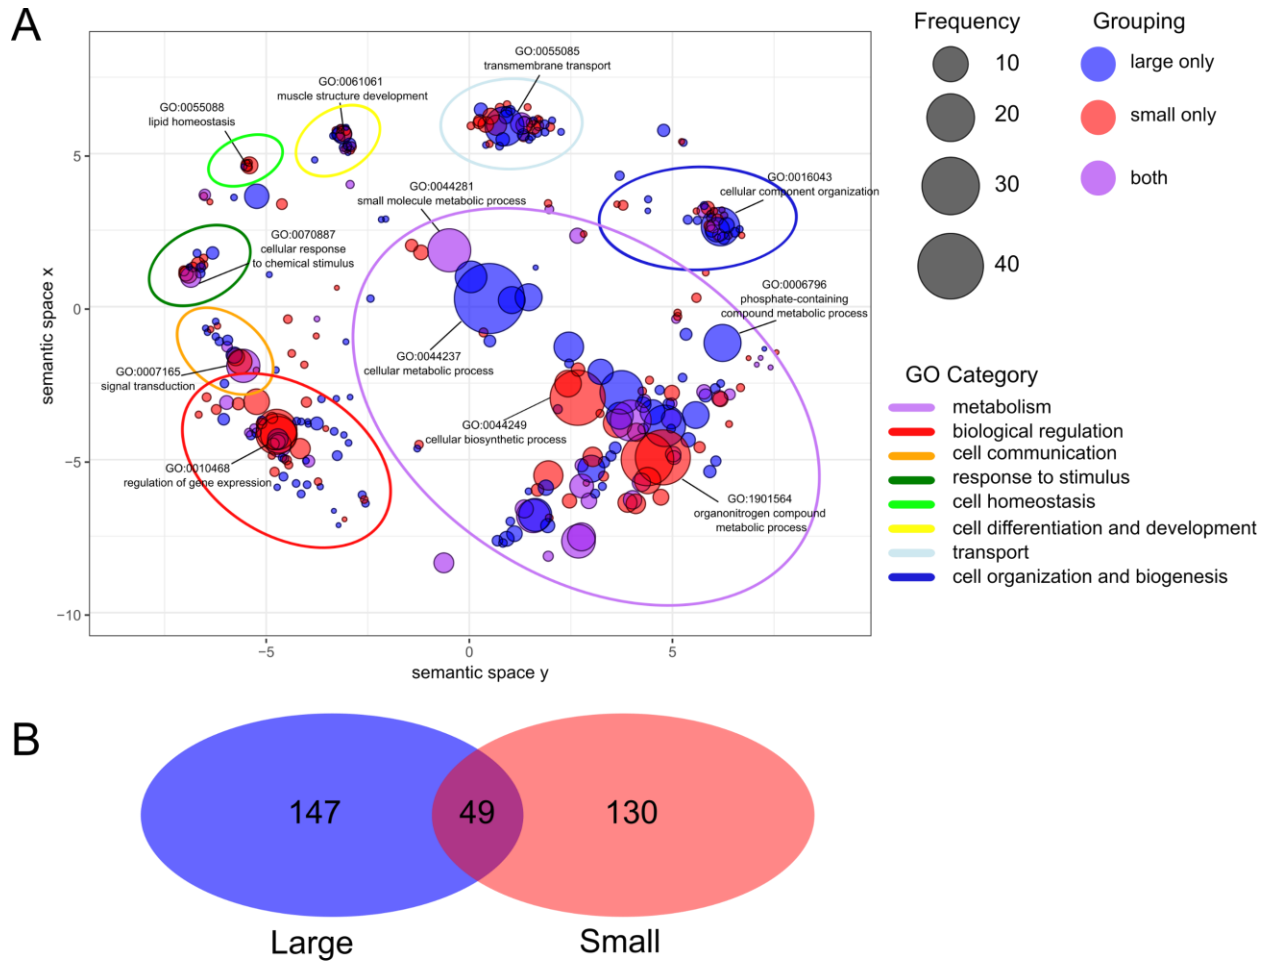 A
Frequency
10
20
30
40
Grouping
large only
small only
both
GO Category
metabolism
biological regulation
cell communication
response to stimulus
cell homeostasis
cell differentiation and development
transport
cell organization and biogenesis
GO:0055085
transmembrane transport
GO:0061061
muscle structure development
GO:0055088
lipid homeostasis
GO:0044281
small molecule metabolic process
GO:0016043
cellular component organization
GO:0070887
cellular response
to chemical stimulus
GO:0006796
phosphate-containing
compound metabolic process
GO:0044237
cellular metabolic process
GO:0007165
signal transduction
GO:0044249
cellular biosynthetic process
GO:0010468
regulation of gene expression
GO:1901564
organonitrogen compound
metabolic process
5
0
−5
−10
semantic space x
−5
0
5
semantic space y
B
147
49
130
Large
Small